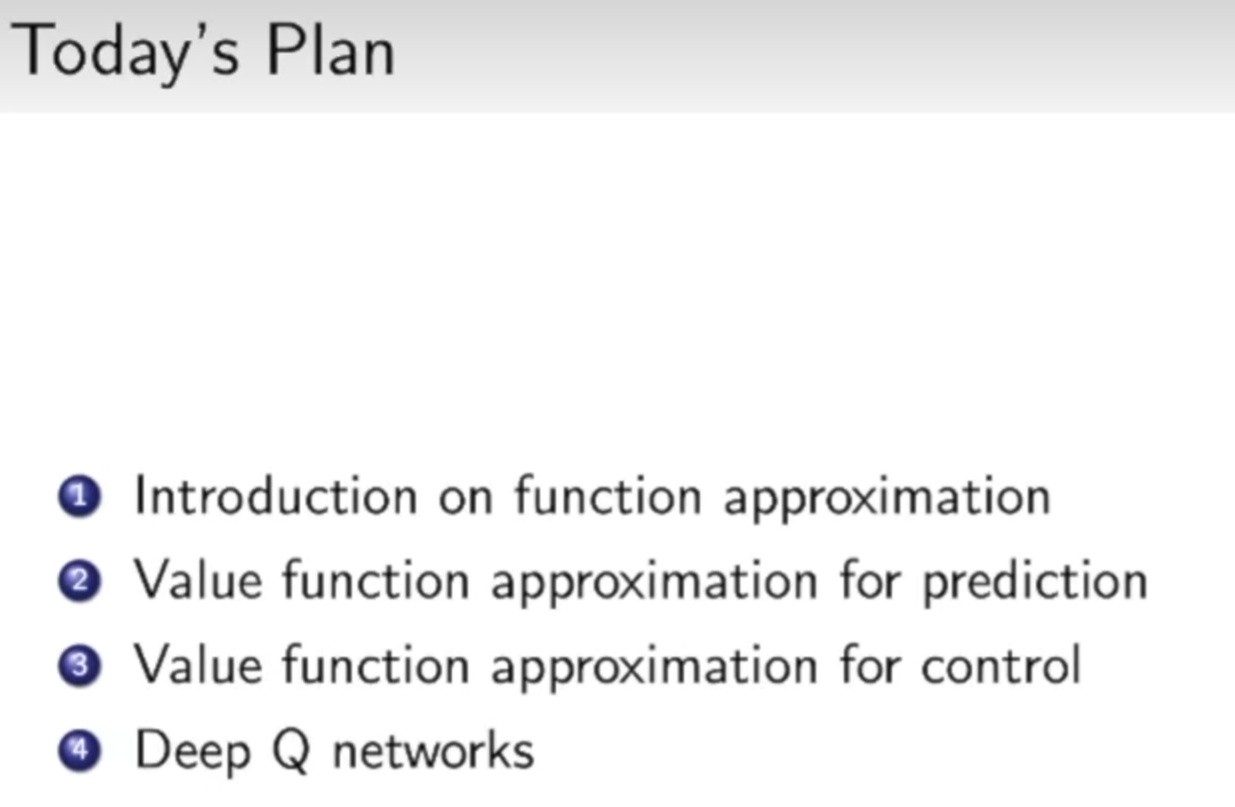 Today's Plan
1 Introduction on function approximation
2 Value function approximation for prediction
3 Value function approximation for control
4 Deep Q networks